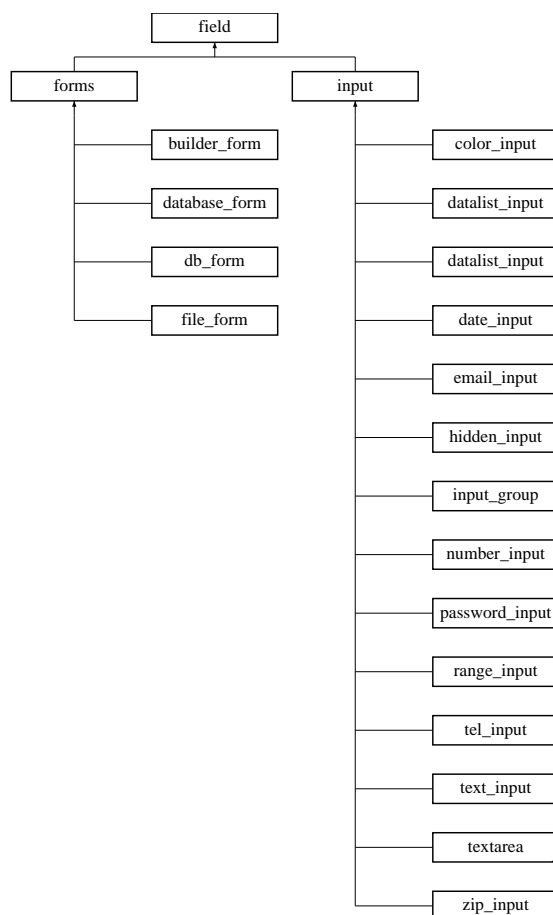 field
forms
input
builder_form
color_input
database_form
datalist_input
db_form
datalist_input
file_form
date_input
email_input
hidden_input
input_group
number_input
password_input
range_input
tel_input
text_input
textarea
zip_input